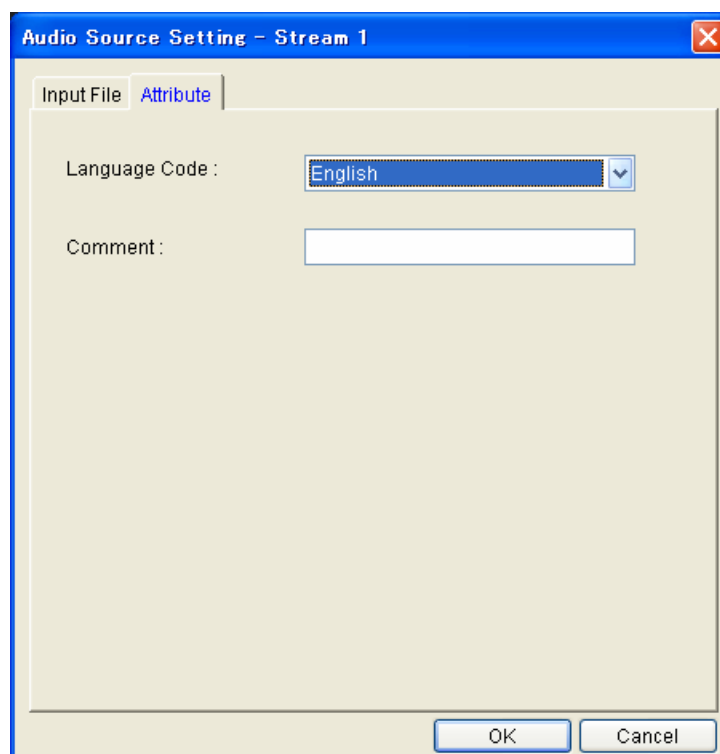 Audio Source Setting - Stream 1
Input File Attribute
Language Code : English
Comment :
OK Cancel